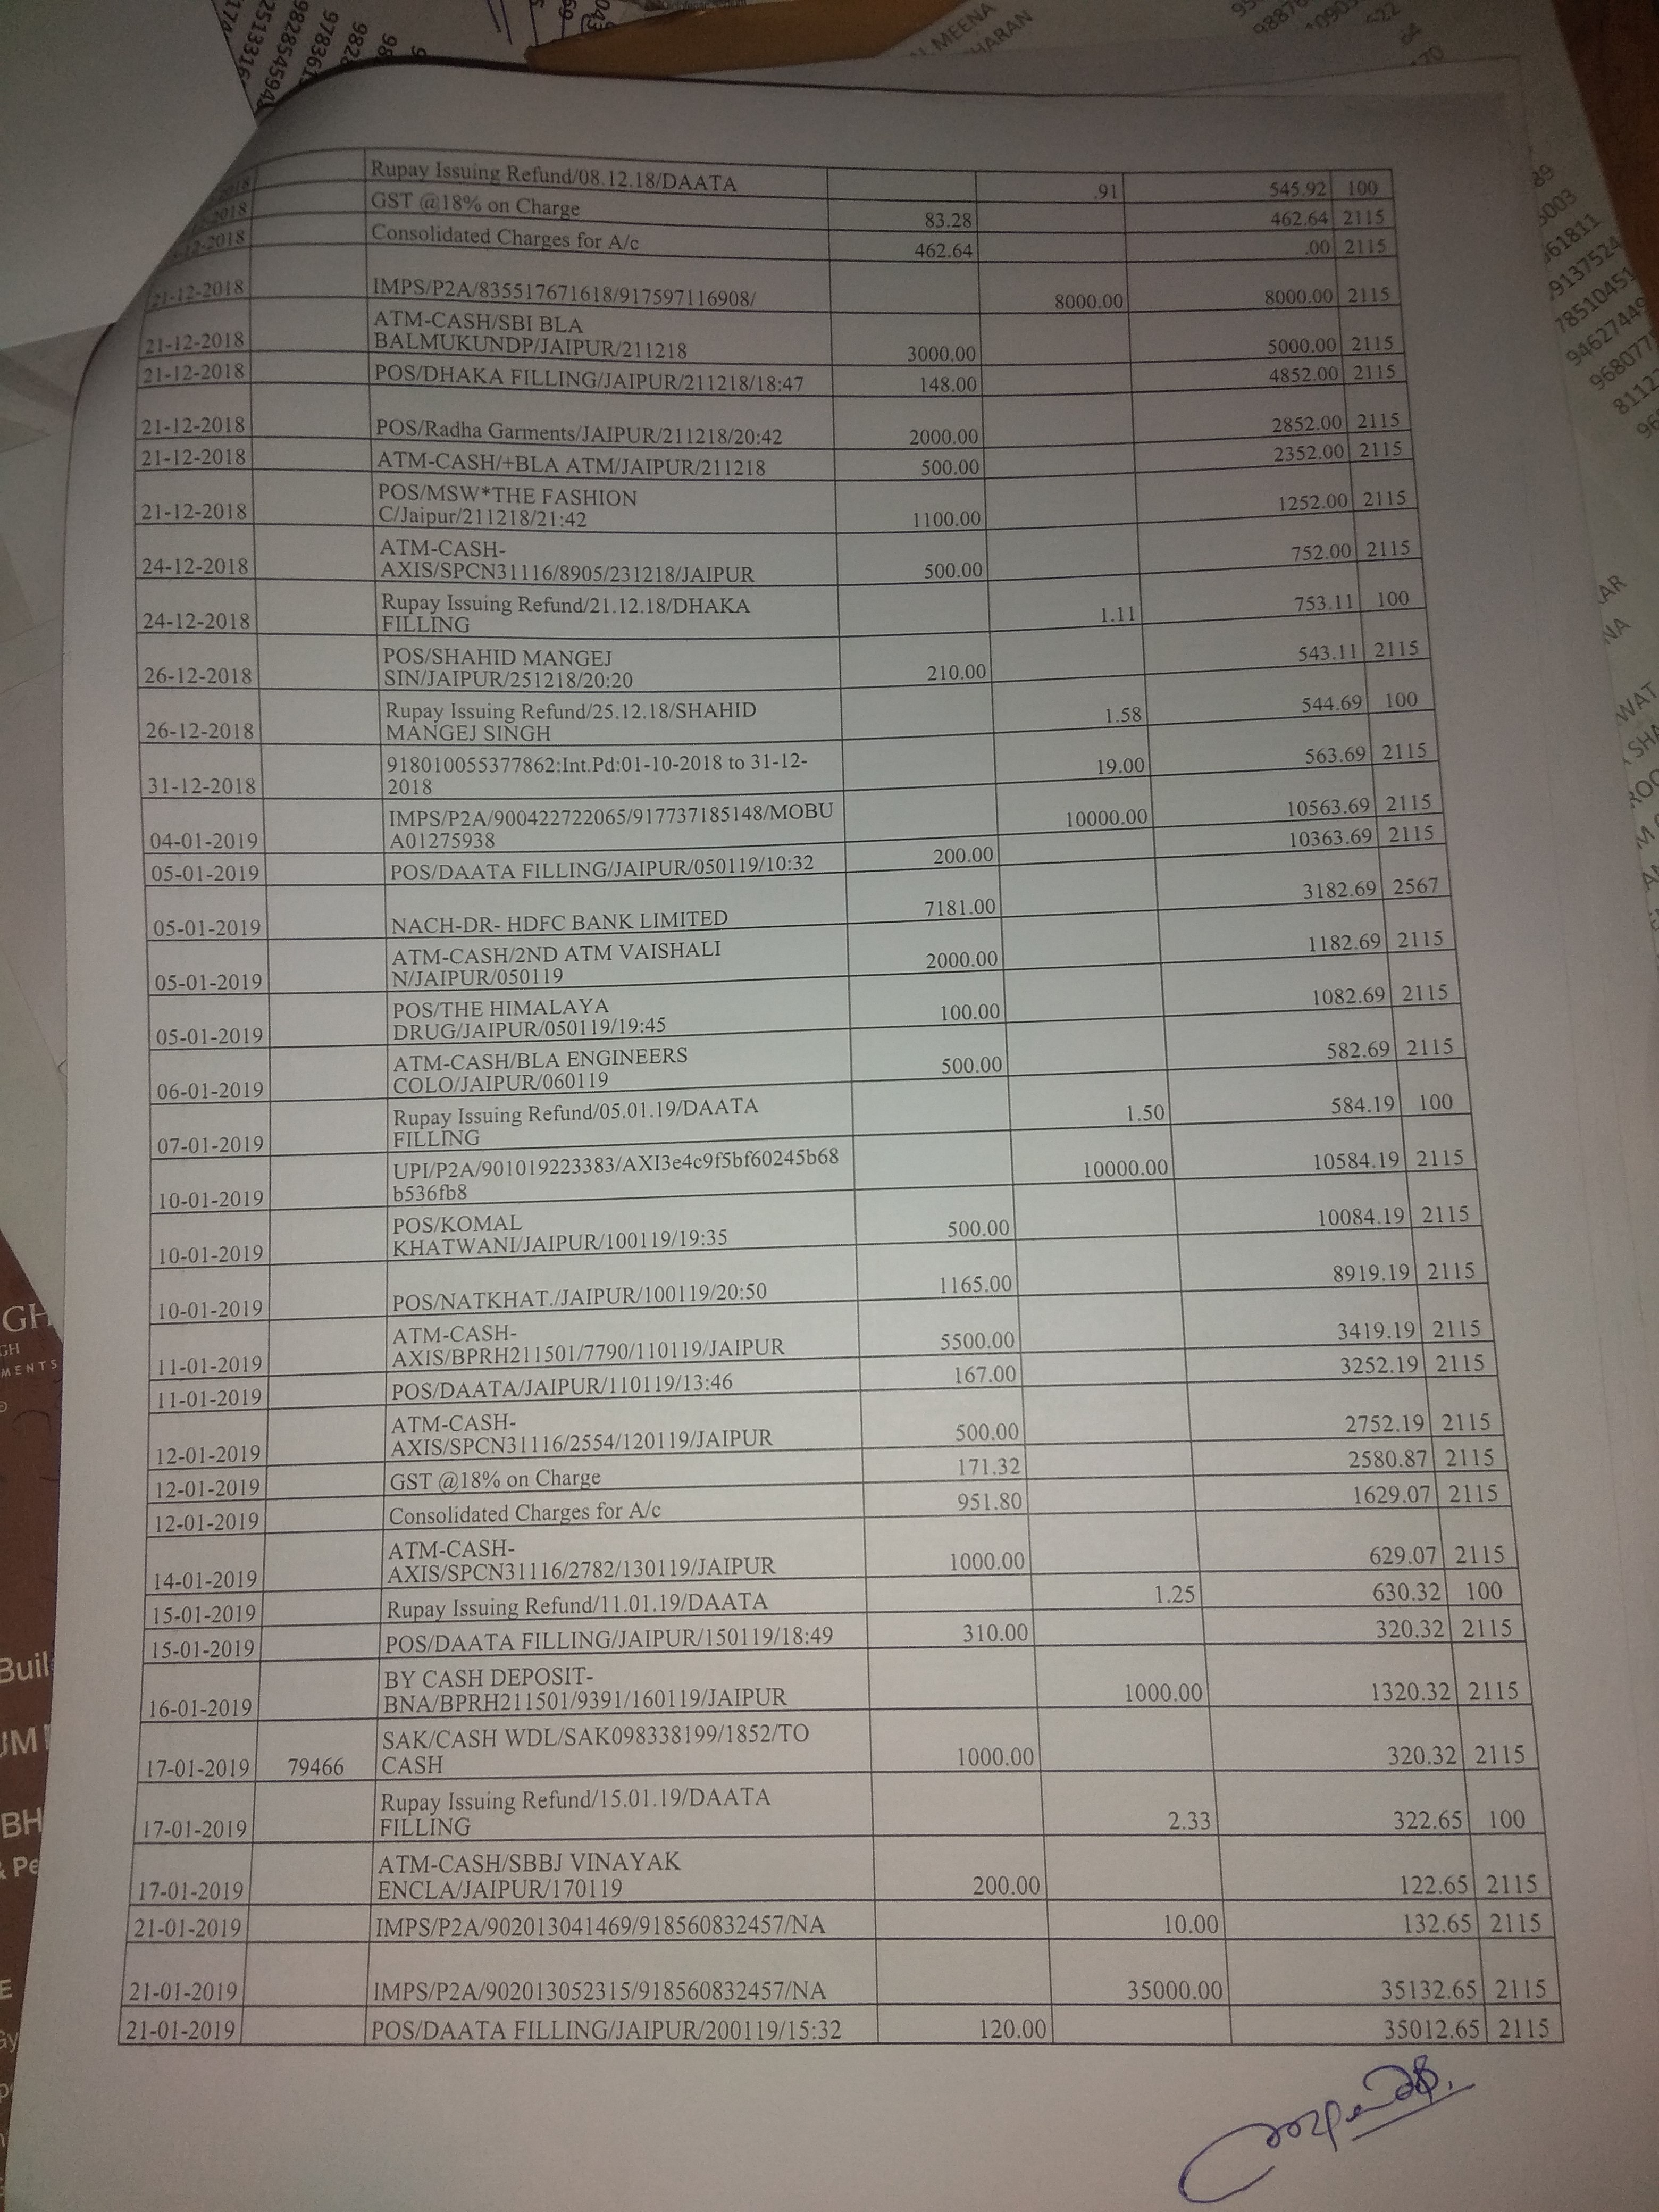 L MEENA
HARAN
Rupay Issuing Refund/08.12.18/DAATA .91 545.92 100
GST @18% on Charge 83.28 462.64 2115
Consolidated Charges for A/c 462.64 .00 2115
21-12-2018 IMPS/P2A/835517671618/917597116908/ 8000.00 8000.00 2115
ATM-CASH/SBI BLA
21-12-2018 BALMUKUNDP/JAIPUR/211218 3000.00 5000.00 2115
21-12-2018 POS/DHAKA FILLING/JAIPUR/211218/18:47 148.00 4852.00 2115
21-12-2018 POS/Radha Garments/JAIPUR/211218/20:42 2000.00 2852.00 2115
21-12-2018 ATM-CASH/+BLA ATM/JAIPUR/211218 500.00 2352.00 2115
POS/MSW*THE FASHION
21-12-2018 C/Jaipur/211218/21:42 1100.00 1252.00 2115
ATM-CASH-
24-12-2018 AXIS/SPCN31116/8905/231218/JAIPUR 500.00 752.00 2115
Rupay Issuing Refund/21.12.18/DHAKA
24-12-2018 FILLING 1.11 753.11 100
POS/SHAHID MANGEJ
26-12-2018 SIN/JAIPUR/251218/20:20 210.00 543.11 2115
Rupay Issuing Refund/25.12.18/SHAHID
26-12-2018 MANGEJ SINGH 1.58 544.69 100
918010055377862:Int.Pd:01-10-2018 to 31-12-
31-12-2018 2018 19.00 563.69 2115
IMPS/P2A/900422722065/917737185148/MOBU
04-01-2019 A01275938 10000.00 10563.69 2115
05-01-2019 POS/DAATA FILLING/JAIPUR/050119/10:32 200.00 10363.69 2115
05-01-2019 NACH-DR- HDFC BANK LIMITED 7181.00 3182.69 2567
ATM-CASH/2ND ATM VAISHALI
05-01-2019 N/JAIPUR/050119 2000.00 1182.69 2115
POS/THE HIMALAYA
05-01-2019 DRUG/JAIPUR/050119/19:45 100.00 1082.69 2115
ATM-CASH/BLA ENGINEERS
06-01-2019 COLO/JAIPUR/060119 500.00 582.69 2115
Rupay Issuing Refund/05.01.19/DAATA
07-01-2019 FILLING 1.50 584.19 100
UPI/P2A/901019223383/AXI3e4c9f5bf60245b68
10-01-2019 b536fb8 10000.00 10584.19 2115
POS/KOMAL
10-01-2019 KHATWANI/JAIPUR/100119/19:35 500.00 10084.19 2115
10-01-2019 POS/NATKHAT./JAIPUR/100119/20:50 1165.00 8919.19 2115
ATM-CASH-
11-01-2019 AXIS/BPRH211501/7790/110119/JAIPUR 5500.00 3419.19 2115
11-01-2019 POS/DAATA/JAIPUR/110119/13:46 167.00 3252.19 2115
ATM-CASH-
12-01-2019 AXIS/SPCN31116/2554/120119/JAIPUR 500.00 2752.19 2115
12-01-2019 GST @18% on Charge 171.32 2580.87 2115
12-01-2019 Consolidated Charges for A/c 951.80 1629.07 2115
ATM-CASH-
14-01-2019 AXIS/SPCN31116/2782/130119/JAIPUR 1000.00 629.07 2115
15-01-2019 Rupay Issuing Refund/11.01.19/DAATA 1.25 630.32 100
15-01-2019 POS/DAATA FILLING/JAIPUR/150119/18:49 310.00 320.32 2115
BY CASH DEPOSIT-
16-01-2019 BNA/BPRH211501/9391/160119/JAIPUR 1000.00 1320.32 2115
SAK/CASH WDL/SAK098338199/1852/TO
17-01-2019 79466 CASH 1000.00 320.32 2115
Rupay Issuing Refund/15.01.19/DAATA
17-01-2019 FILLING 2.33 322.65 100
ATM-CASH/SBBJ VINAYAK
17-01-2019 ENCLA/JAIPUR/170119 200.00 122.65 2115
21-01-2019 IMPS/P2A/902013041469/918560832457/NA 10.00 132.65 2115
21-01-2019 IMPS/P2A/902013052315/918560832457/NA 35000.00 35132.65 2115
21-01-2019 POS/DAATA FILLING/JAIPUR/200119/15:32 120.00 35012.65 2115